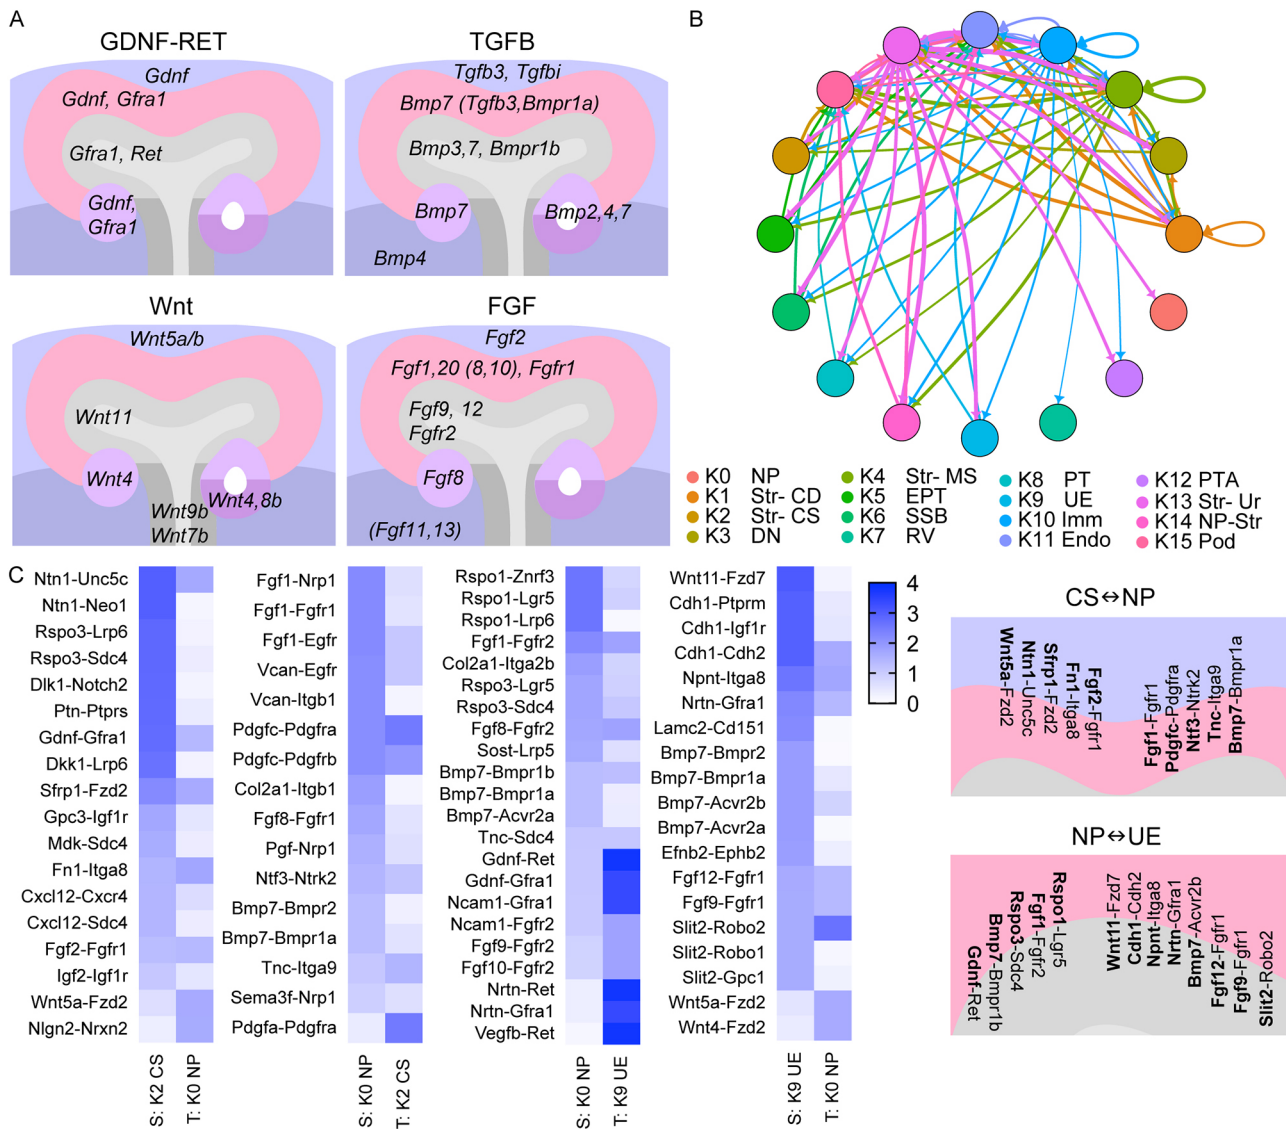 A
GDNF-RET
Gdnf
Gdnf, Gfra1
Gfra1, Ret
Gdnf,
Gfra1
TGFB
Tgfb3, Tgfbi
Bmp7 (Tgfb3,Bmpr1a)
Bmp3,7, Bmpr1b
Bmp7
Bmp2,4,7
Bmp4
Wnt
Wnt5a/b
Wnt11
Wnt4
Wnt4,8b
Wnt9b
Wnt7b
FGF
Fgf2
Fgf1,20 (8,10), Fgfr1
Fgf9, 12
Fgfr2
Fgf8
(Fgf11,13)
B
K0 NP
K1 Str- CD
K2 Str- CS
K3 DN
K4 Str- MS
K5 EPT
K6 SSB
K7 RV
K8 PT
K9 UE
K10 Imm
K11 Endo
K12 PTA
K13 Str- Ur
K14 NP-Str
K15 Pod
C
Ntn1-Unc5c
Ntn1-Neo1
Rspo3-Lrp6
Rspo3-Sdc4
Dlk1-Notch2
Ptn-Ptprs
Gdnf-Gfra1
Dkk1-Lrp6
Sfrp1-Fzd2
Gpc3-Igf1r
Mdk-Sdc4
Fn1-Itga8
Cxcl12-Cxcr4
Cxcl12-Sdc4
Fgf2-Fgfr1
Igf2-Igf1r
Wnt5a-Fzd2
Nlgn2-Nrxn2
S: K2 CS
T: K0 NP
Fgf1-Nrp1
Fgf1-Fgfr1
Fgf1-Egfr
Vcan-Egfr
Vcan-Itgb1
Pdgfc-Pdgfra
Pdgfc-Pdgfrb
Col2a1-Itgb1
Fgf8-Fgfr1
Pgf-Nrp1
Ntf3-Ntrk2
Bmp7-Bmpr2
Bmp7-Bmpr1a
Tnc-Itga9
Sema3f-Nrp1
Pdgfa-Pdgfra
S: K0 NP
T: K2 CS
Rspo1-Znrf3
Rspo1-Lgr5
Rspo1-Lrp6
Fgf1-Fgfr2
Col2a1-Itga2b
Rspo3-Lgr5
Rspo3-Sdc4
Fgf8-Fgfr2
Sost-Lrp5
Bmp7-Bmpr1b
Bmp7-Bmpr1a
Bmp7-Acvr2a
Tnc-Sdc4
Gdnf-Ret
Gdnf-Gfra1
Ncam1-Gfra1
Ncam1-Fgfr2
Fgf9-Fgfr2
Fgf10-Fgfr2
Nrtn-Ret
Nrtn-Gfra1
Vegfb-Ret
S: K0 NP
T: K9 UE
Wnt11-Fzd7
Cdh1-Ptprm
Cdh1-Igf1r
Cdh1-Cdh2
Npnt-Itga8
Nrtn-Gfra1
Lamc2-Cd151
Bmp7-Bmpr2
Bmp7-Bmpr1a
Bmp7-Acvr2b
Bmp7-Acvr2a
Efnb2-Ephb2
Fgf12-Fgfr1
Fgf9-Fgfr1
Slit2-Robo2
Slit2-Robo1
Slit2-Gpc1
Wnt5a-Fzd2
Wnt4-Fzd2
S: K9 UE
T: K0 NP
4
3
2
1
0
CS↔NP
Wnt5a-Fzd2
Ntn1-Unc5c
Sfrp1-Fzd2
Fn1-Itga8
Fgf2-Fgfr1
Fgf1-Fgfr1
Pdgfc-Pdgfra
Ntf3-Ntrk2
Tnc-Itga9
Bmp7-Bmpr1a
NP↔UE
Gdnf-Ret
Bmp7-Bmpr1b
Rspo3-Sdc4
Fgf1-Fgfr2
Rspo1-Lgr5
Wnt11-Fzd7
Cdh1-Cdh2
Npnt-Itga8
Nrtn-Gfra1
Bmp7-Acvr2b
Fgf12-Fgfr1
Fgf9-Fgfr1
Slit2-Robo2